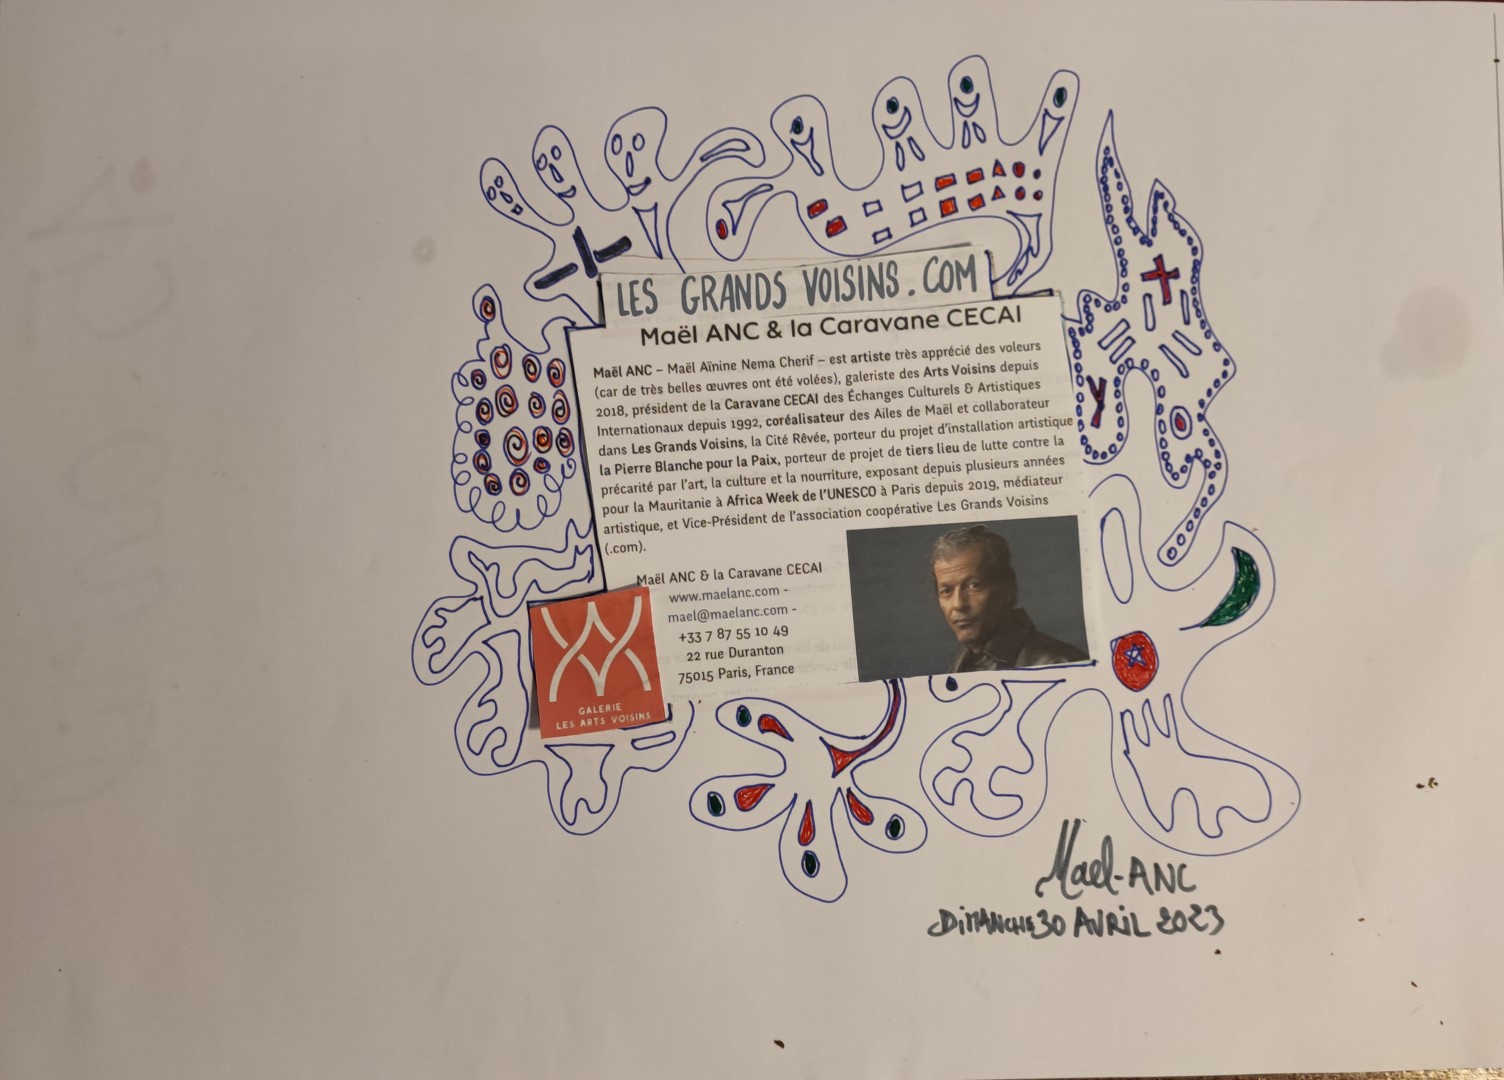 LES GRANDS VOISINS.COM
Maël ANC & la Caravane CECAI
Maël ANC – Maël Aïnine Nema Cherif – est artiste très apprécié des voleurs
(car de très belles œuvres ont été volées), galeriste des Arts Voisins depuis
2018, président de la Caravane CECAI des Échanges Culturels & Artistiques
Internationaux depuis 1992, coréalisateur des Ailes de Maël et collaborateur
dans Les Grands Voisins, la Cité Rêvée, porteur du projet d'installation artistique
la Pierre Blanche pour la Paix, porteur de projet de tiers lieu de lutte contre la
précarité par l'art, la culture et la nourriture, exposant depuis plusieurs années
pour la Mauritanie à Africa Week de l'UNESCO à Paris depuis 2019, médiateur
artistique, et Vice-Président de l'association coopérative Les Grands Voisins
(.com).
Maël ANC & la Caravane CECAI
www.maelanc.com -
mael@maelanc.com -
+33 7 87 55 10 49
22 rue Duranton
75015 Paris, France
GALERIE
LES ARTS VOISINS
Mael-ANC
DIMANCHE 30 AVRIL 2023